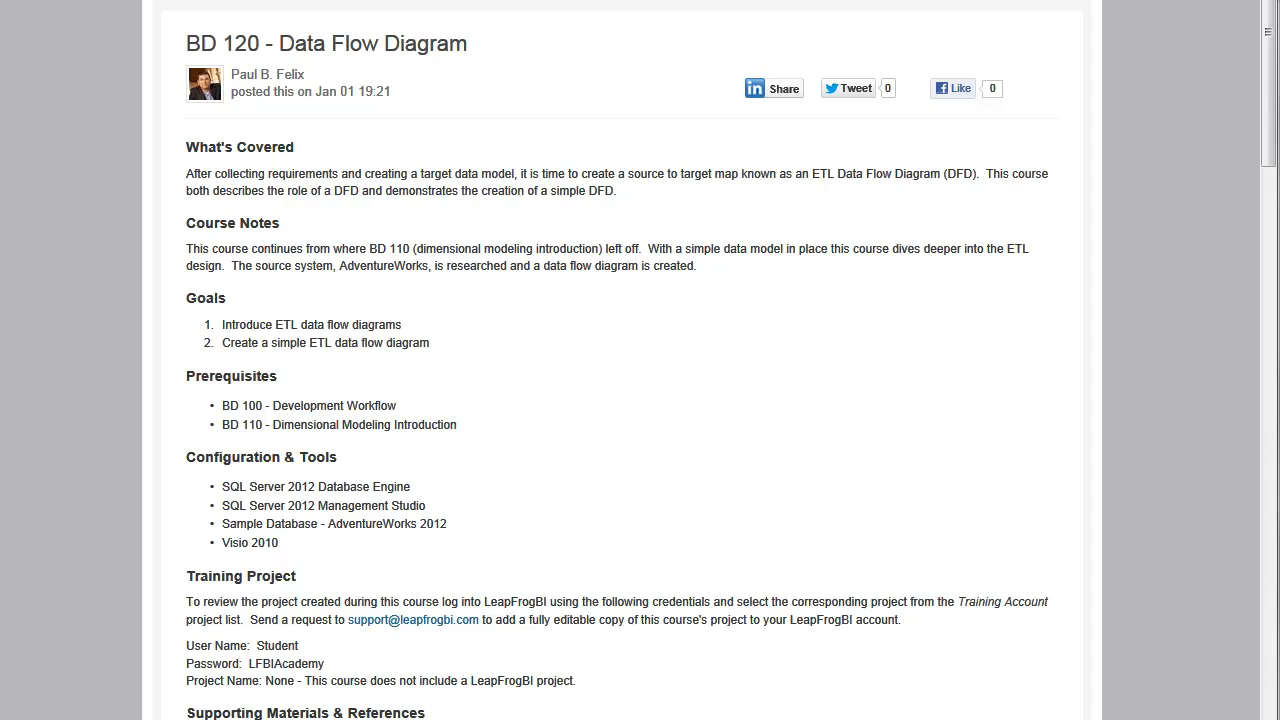 BD 120 - Data Flow Diagram
Paul B. Felix
posted this on Jan 01 19:21
in Share
Tweet 0
f Like 0
What's Covered
After collecting requirements and creating a target data model, it is time to create a source to target map known as an ETL Data Flow Diagram (DFD).  This course
both describes the role of a DFD and demonstrates the creation of a simple DFD.
Course Notes
This course continues from where BD 110 (dimensional modeling introduction) left off.  With a simple data model in place this course dives deeper into the ETL
design.  The source system, AdventureWorks, is researched and a data flow diagram is created.
Goals
1. Introduce ETL data flow diagrams
2. Create a simple ETL data flow diagram
Prerequisites
• BD 100 - Development Workflow
• BD 110 - Dimensional Modeling Introduction
Configuration & Tools
• SQL Server 2012 Database Engine
• SQL Server 2012 Management Studio
• Sample Database - AdventureWorks 2012
• Visio 2010
Training Project
To review the project created during this course log into LeapFrogBI using the following credentials and select the corresponding project from the Training Account
project list.  Send a request to support@leapfrogbi.com to add a fully editable copy of this course's project to your LeapFrogBI account.
User Name:  Student
Password:  LFBIAcademy
Project Name: None - This course does not include a LeapFrogBI project.
Supporting Materials & References